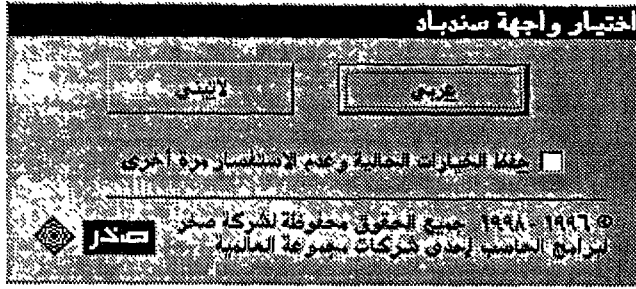 اختيار واجهة سندباد
عربي
لاتيني
حفظ الخيارات الحالية وعدم الاستفسار مرة أخرى
© ١٩٩٦ - ١٩٩٨ جميع الحقوق محفوظة لشركة صخر
لبرامج الحاسب إحدى شركات مجموعة العالمية
صخر